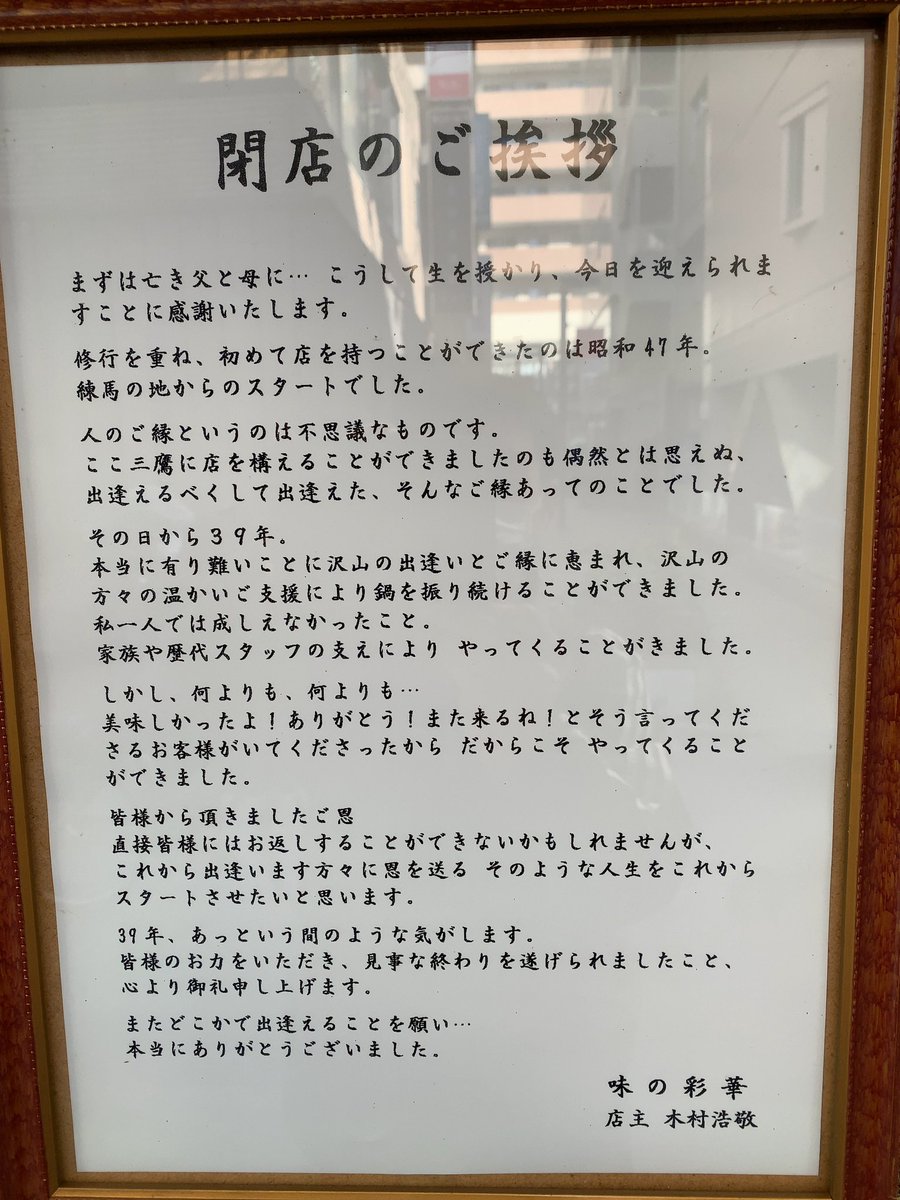 閉店のご挨拶
まずは亡き父と母に… こうして生を授かり、今日を迎えられま
すことに感謝いたします。
修行を重ね、初めて店を持つことができたのは昭和47年。
練馬の地からのスタートでした。
人のご縁というのは不思議なものです。
ここ三鷹に店を構えることができましたのも偶然とは思えぬ、
出逢えるべくして出逢えた、そんなご縁あってのことでした。
その日から39年。
本当に有り難いことに沢山の出逢いとご縁に恵まれ、沢山の
方々の温かいご支援により鍋を振り続けることができました。
私一人では成しえなかったこと。
家族や歴代スタッフの支えにより やってくることがきました。
しかし、何よりも、何よりも…
美味しかったよ！ありがとう！また来るね！とそう言ってくだ
さるお客様がいてくださったから だからこそ やってくること
ができました。
皆様から頂きましたご恩
直接皆様にはお返しすることができないかもしれませんが、
これから出逢います方々に恩を送る そのような人生をこれから
スタートさせたいと思います。
39年、あっという間のような気がします。
皆様のお力をいただき、見事な終わりを遂げられましたこと、
心より御礼申し上げます。
またどこかで出逢えることを願い…
本当にありがとうございました。
味の彩華
店主 木村浩敬